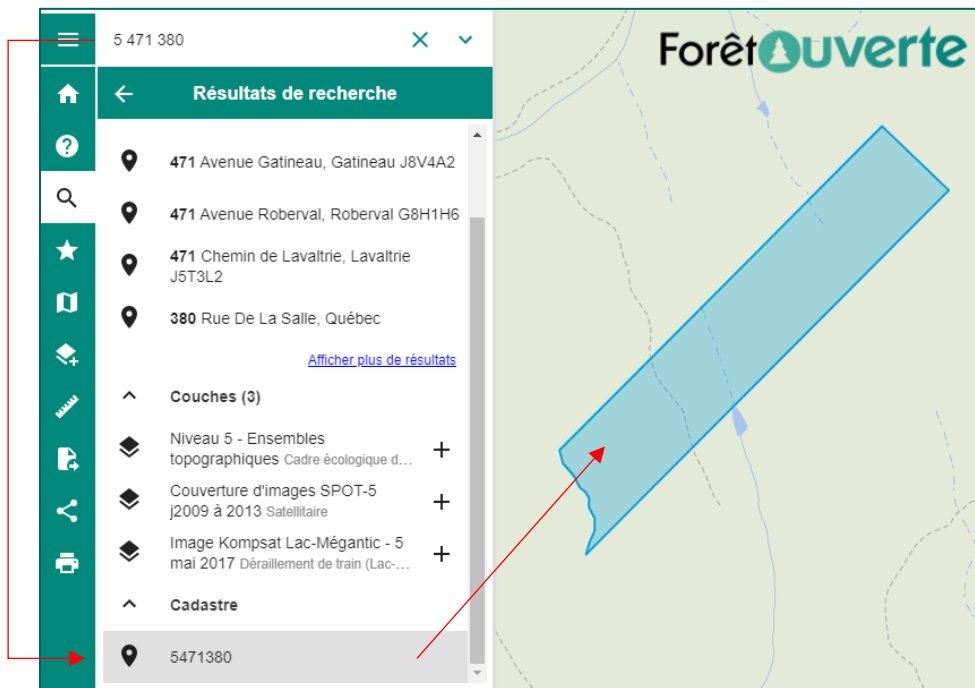 5 471 380
ForêtOuverte
Résultats de recherche
471 Avenue Gatineau, Gatineau J8V4A2
471 Avenue Roberval, Roberval G8H1H6
471 Chemin de Lavaltrie, Lavaltrie
J5T3L2
380 Rue De La Salle, Québec
Afficher plus de résultats
Couches (3)
Niveau 5 - Ensembles
topographiques Cadre écologique d...
Couverture d'images SPOT-5
j2009 à 2013 Satellitaire
Image Kompsat Lac-Mégantic - 5
mai 2017 Déraillement de train (Lac-...
Cadastre
5471380